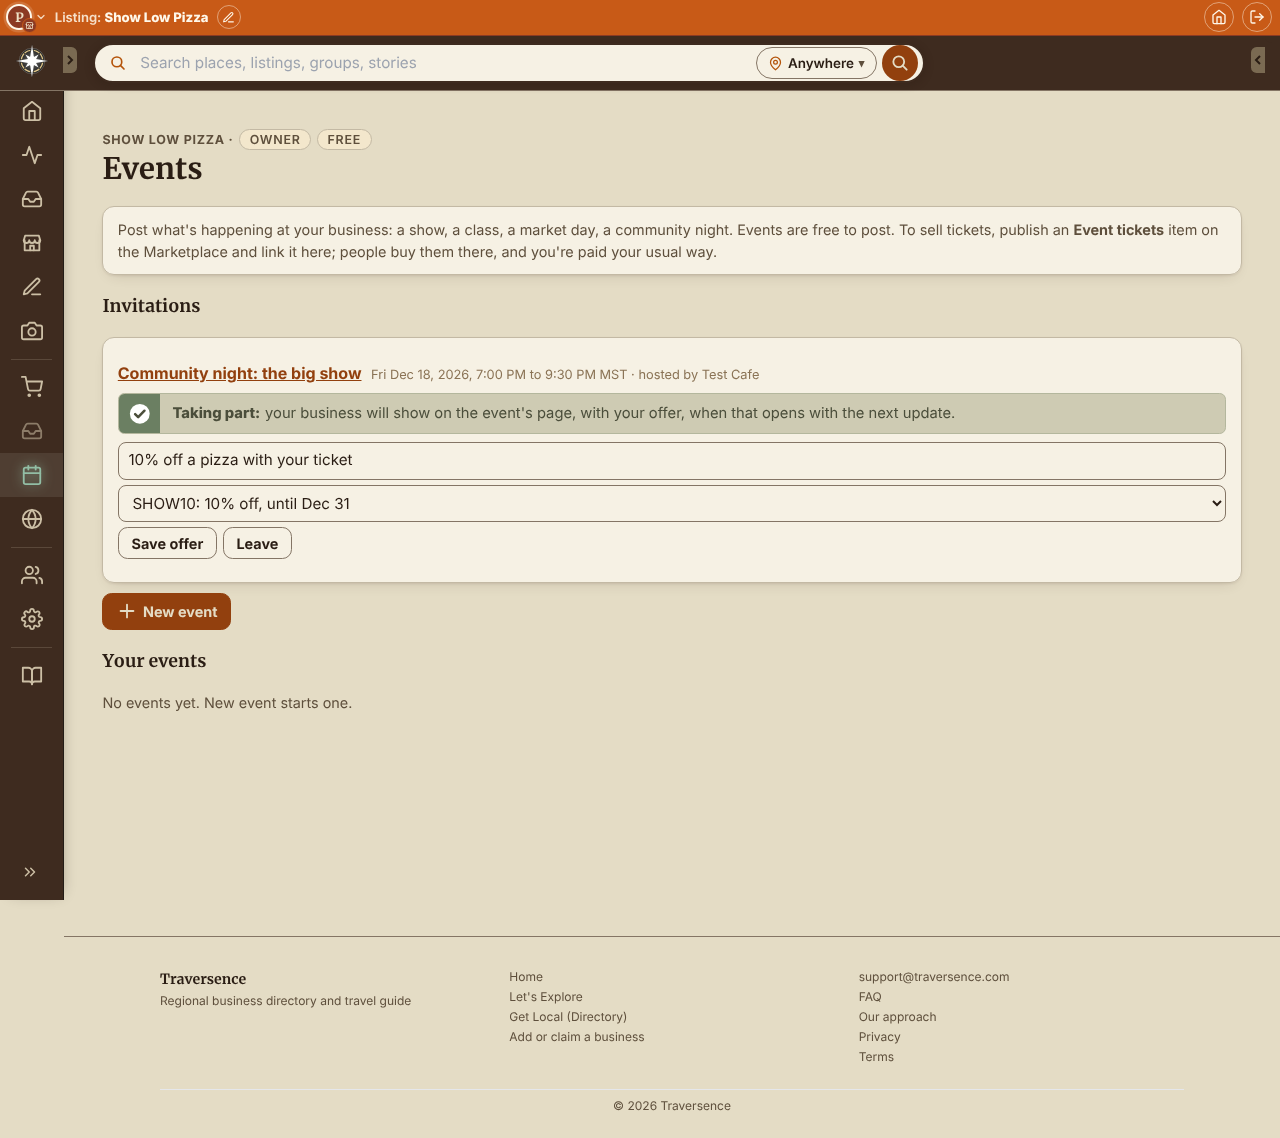 P
Listing: Show Low Pizza
Search places, listings, groups, stories
Anywhere ▾
SHOW LOW PIZZA · OWNER FREE
Events
Post what's happening at your business: a show, a class, a market day, a community night. Events are free to post. To sell tickets, publish an Event tickets item on
the Marketplace and link it here; people buy them there, and you're paid your usual way.
Invitations
Community night: the big show Fri Dec 18, 2026, 7:00 PM to 9:30 PM MST · hosted by Test Cafe
Taking part: your business will show on the event's page, with your offer, when that opens with the next update.
10% off a pizza with your ticket
SHOW10: 10% off, until Dec 31
Save offer Leave
New event
Your events
No events yet. New event starts one.
Traversence
Regional business directory and travel guide
Home
Let's Explore
Get Local (Directory)
Add or claim a business
support@traversence.com
FAQ
Our approach
Privacy
Terms
© 2026 Traversence